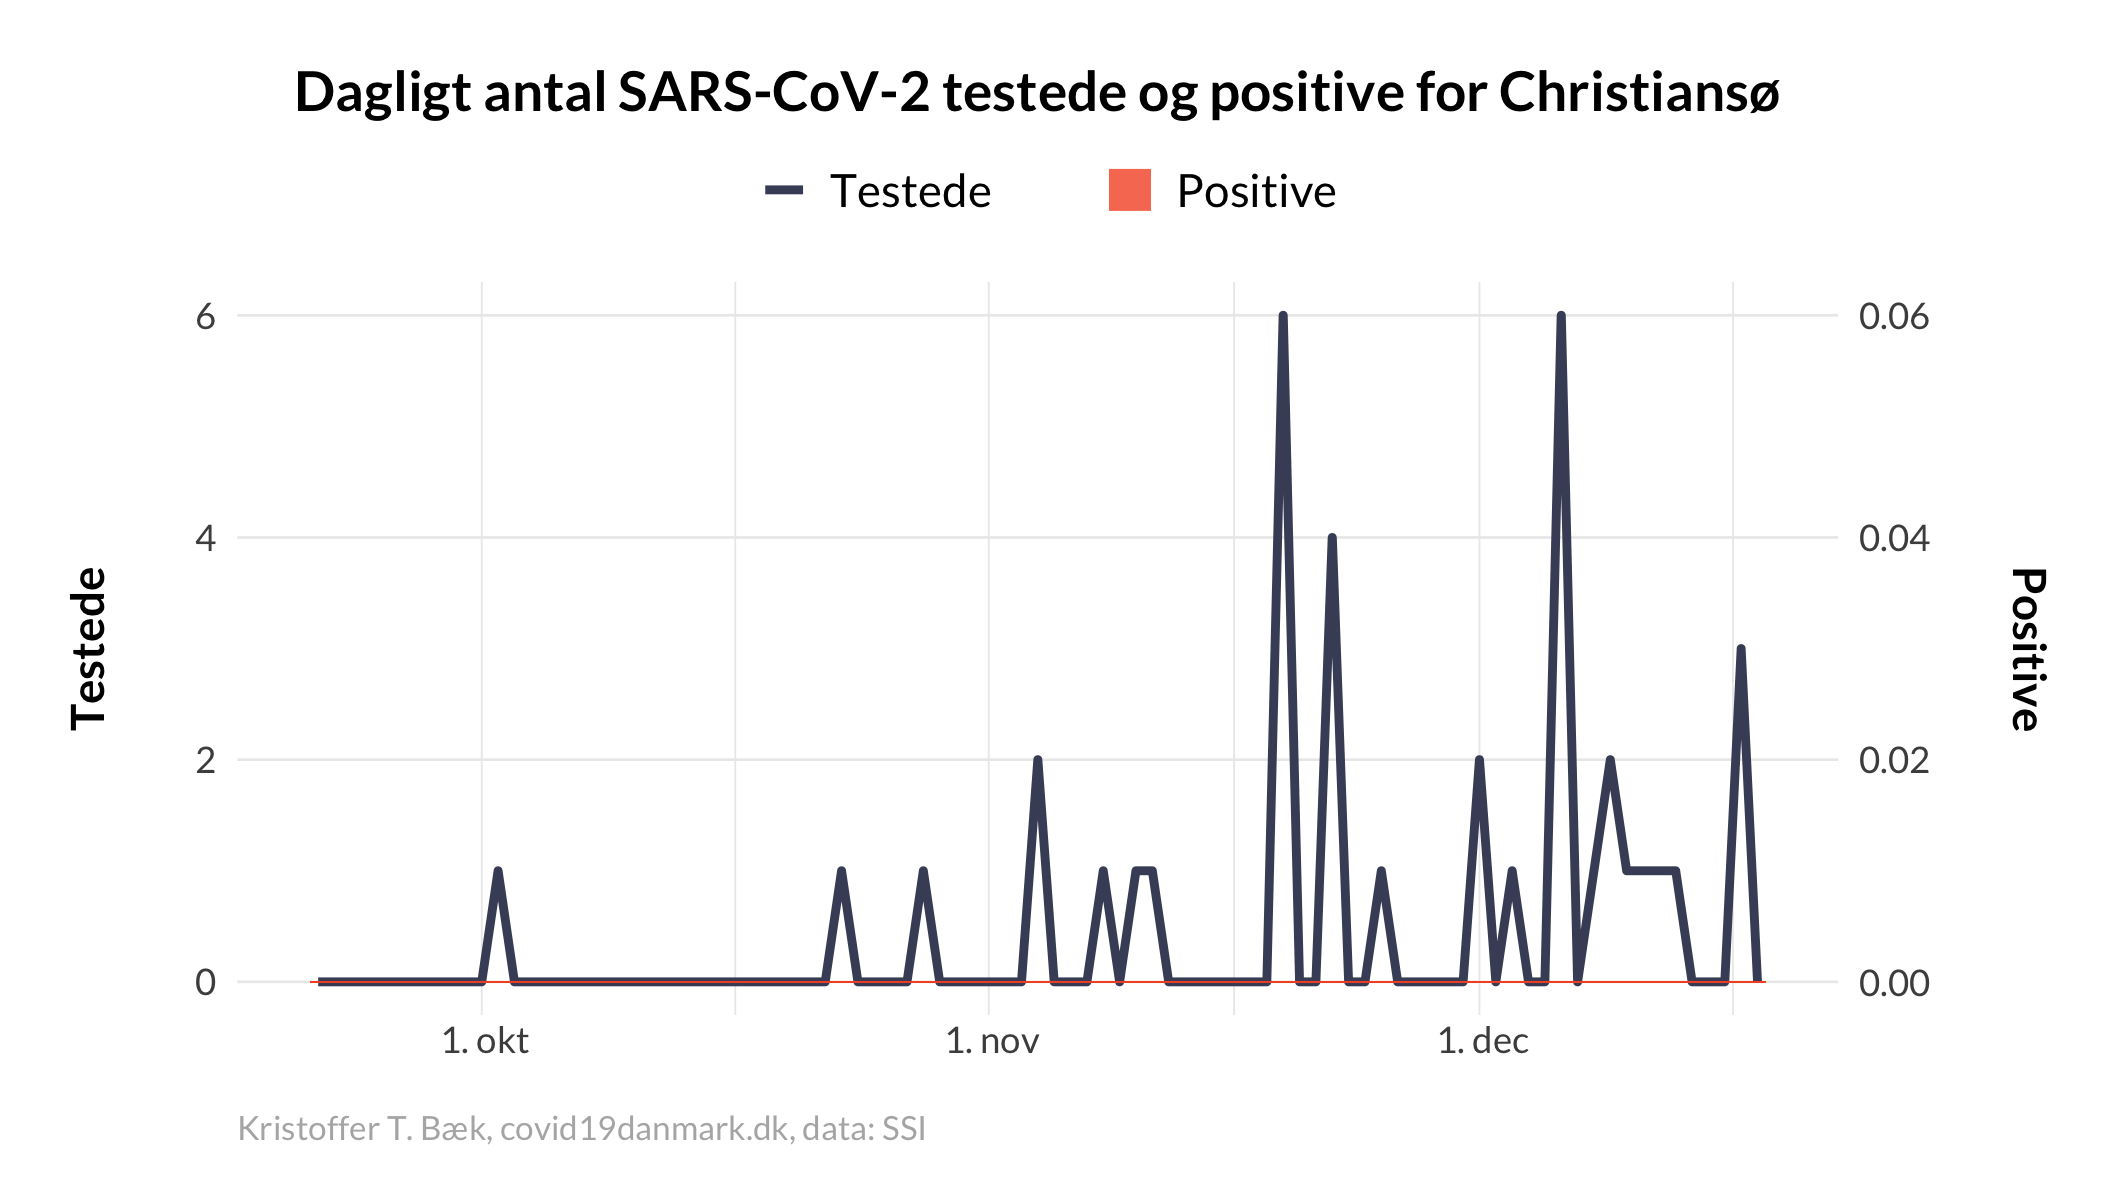 Dagligt antal SARS-CoV-2 testede og positive for Christiansø
Testede
Positive
6
4
2
0
Testede
0.06
0.04
0.02
0.00
Positive
1. okt
1. nov
1. dec
Kristoffer T. Bæk, covid19danmark.dk, data: SSI